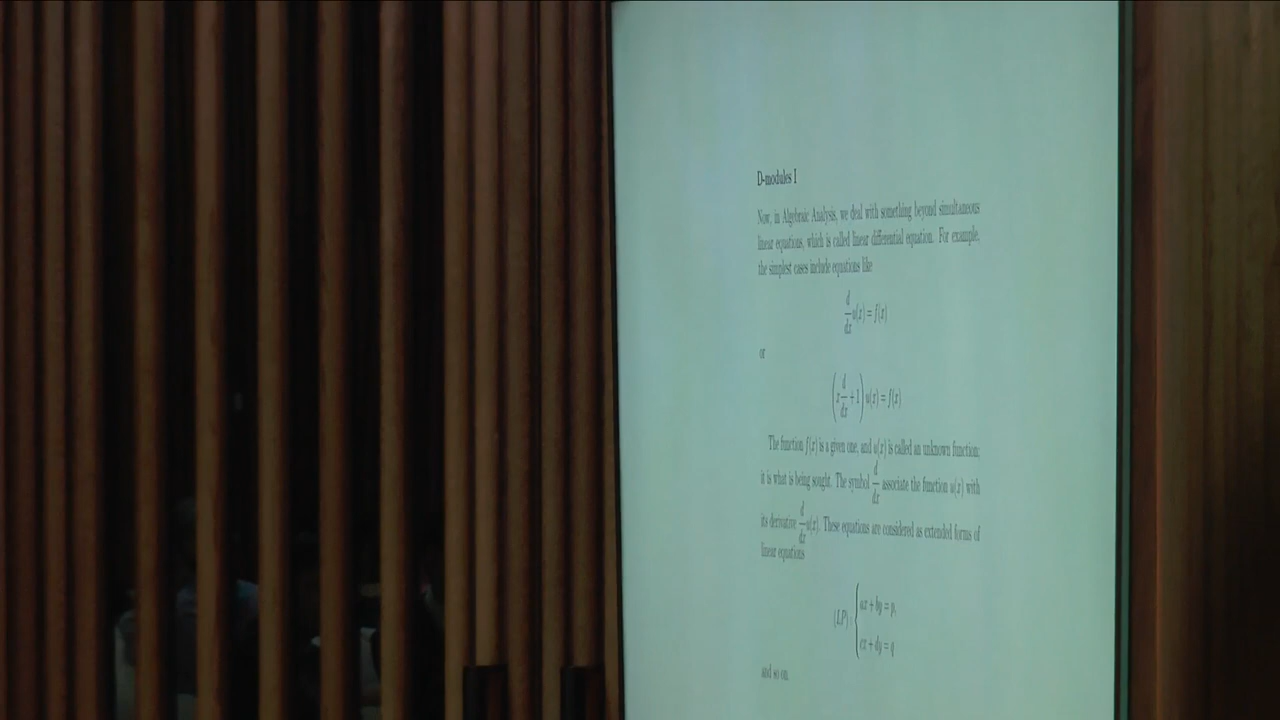 D-modules I
Now, in Algebraic Analysis, we deal with something beyond simultaneous
linear equations, which is called linear differential equation. For example,
the simplest cases include equations like
d/dx u(x) = f(x)
or
(x d/dx + 1) u(x) = f(x)
The function f(x) is a given one, and u(x) is called an unknown function:
it is what is being sought. The symbol d/dx associate the function u(x) with
its derivative d/dx u(x). These equations are considered as extended forms of
linear equations
(LP) : { ax + by = p,
cx + dy = q
and so on.